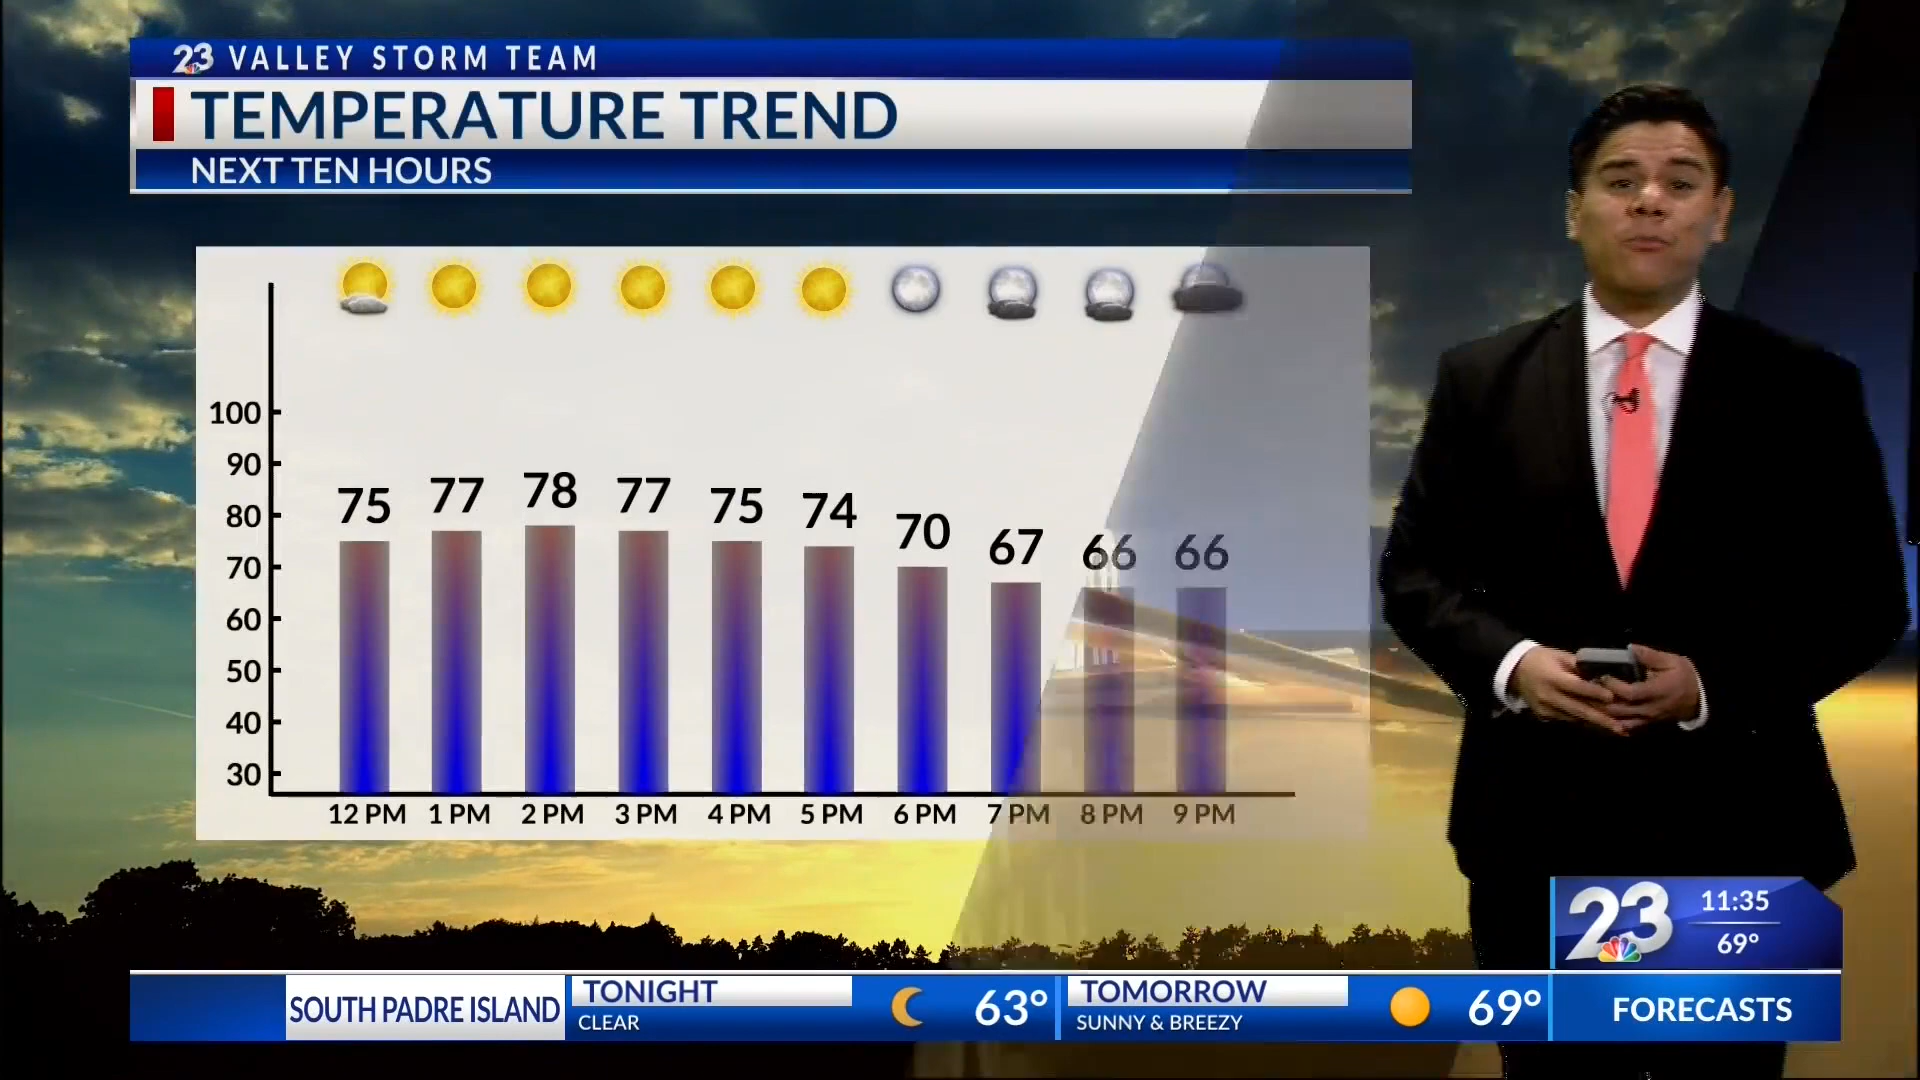 23 VALLEY STORM TEAM
TEMPERATURE TREND
NEXT TEN HOURS
100
90
80
70
60
50
40
30
75 77 78 77 75 74 70 67 66 66
12 PM 1 PM 2 PM 3 PM 4 PM 5 PM 6 PM 7 PM 8 PM 9 PM
23
11:35
69°
SOUTH PADRE ISLAND
TONIGHT
CLEAR
63°
TOMORROW
SUNNY & BREEZY
69°
FORECASTS